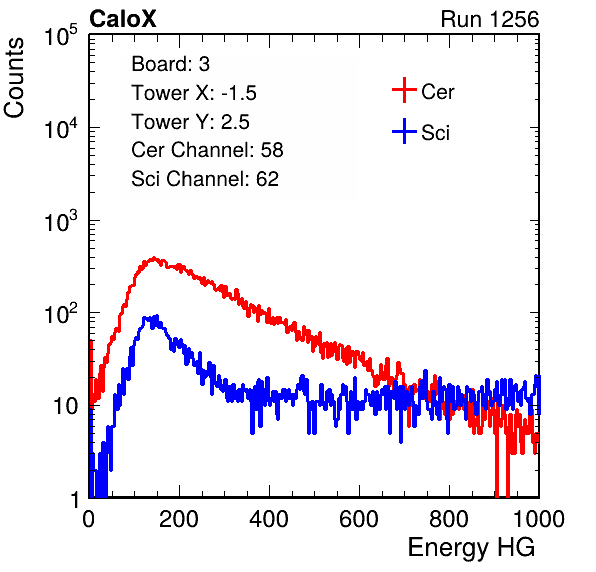 CaloX Run 1256
Counts
Board: 3
Tower X: -1.5
Tower Y: 2.5
Cer Channel: 58
Sci Channel: 62
Cer
Sci
10^5
10^4
10^3
10^2
10
1
0 200 400 600 800 1000
Energy HG